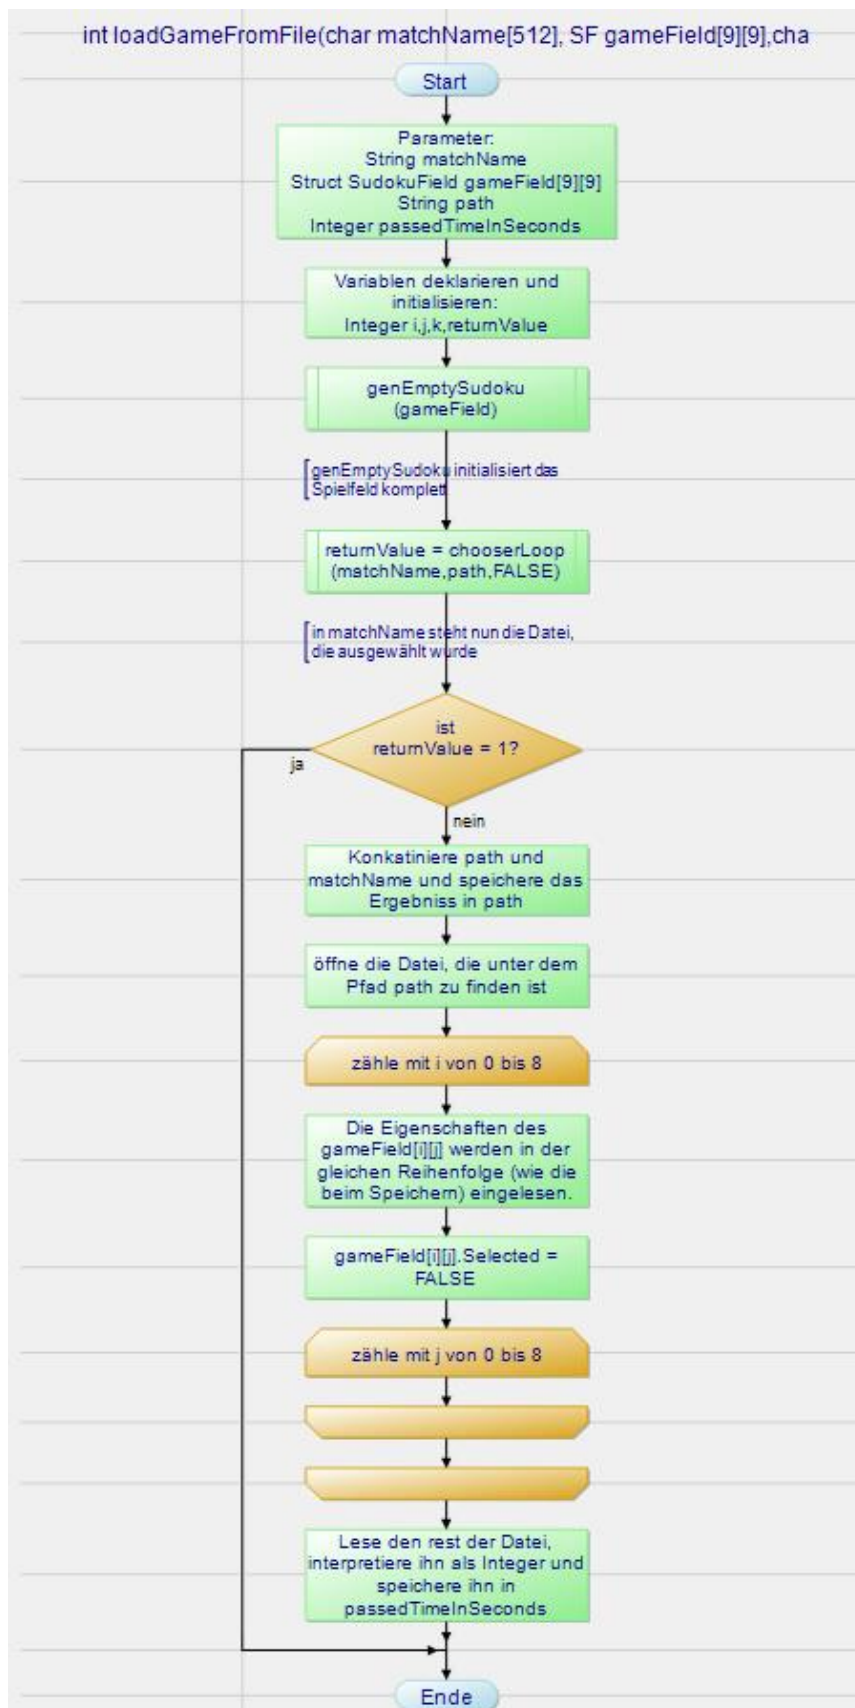 int loadGameFromFile(char matchName[512], SF gameField[9][9],cha
Start
Parameter:
String matchName
Struct SudokuField gameField[9][9]
String path
Integer passedTimeInSeconds
Variablen deklarieren und
initialisieren:
Integer i,j,k,returnValue
genEmptySudoku
(gameField)
genEmptySudoku initialisiert das
Spielfeld komplett
returnValue = chooserLoop
(matchName,path,FALSE)
in matchName steht nun die Datei,
die ausgewählt wurde
ist
returnValue = 1?
ja
nein
Konkatiniere path und
matchName und speichere das
Ergebniss in path
öffne die Datei, die unter dem
Pfad path zu finden ist
zähle mit i von 0 bis 8
Die Eigenschaften des
gameField[i][j] werden in der
gleichen Reihenfolge (wie die
beim Speichern) eingelesen.
gameField[i][j].Selected =
FALSE
zähle mit j von 0 bis 8
Lese den rest der Datei,
interpretiere ihn als Integer und
speichere ihn in
passedTimeInSeconds
Ende